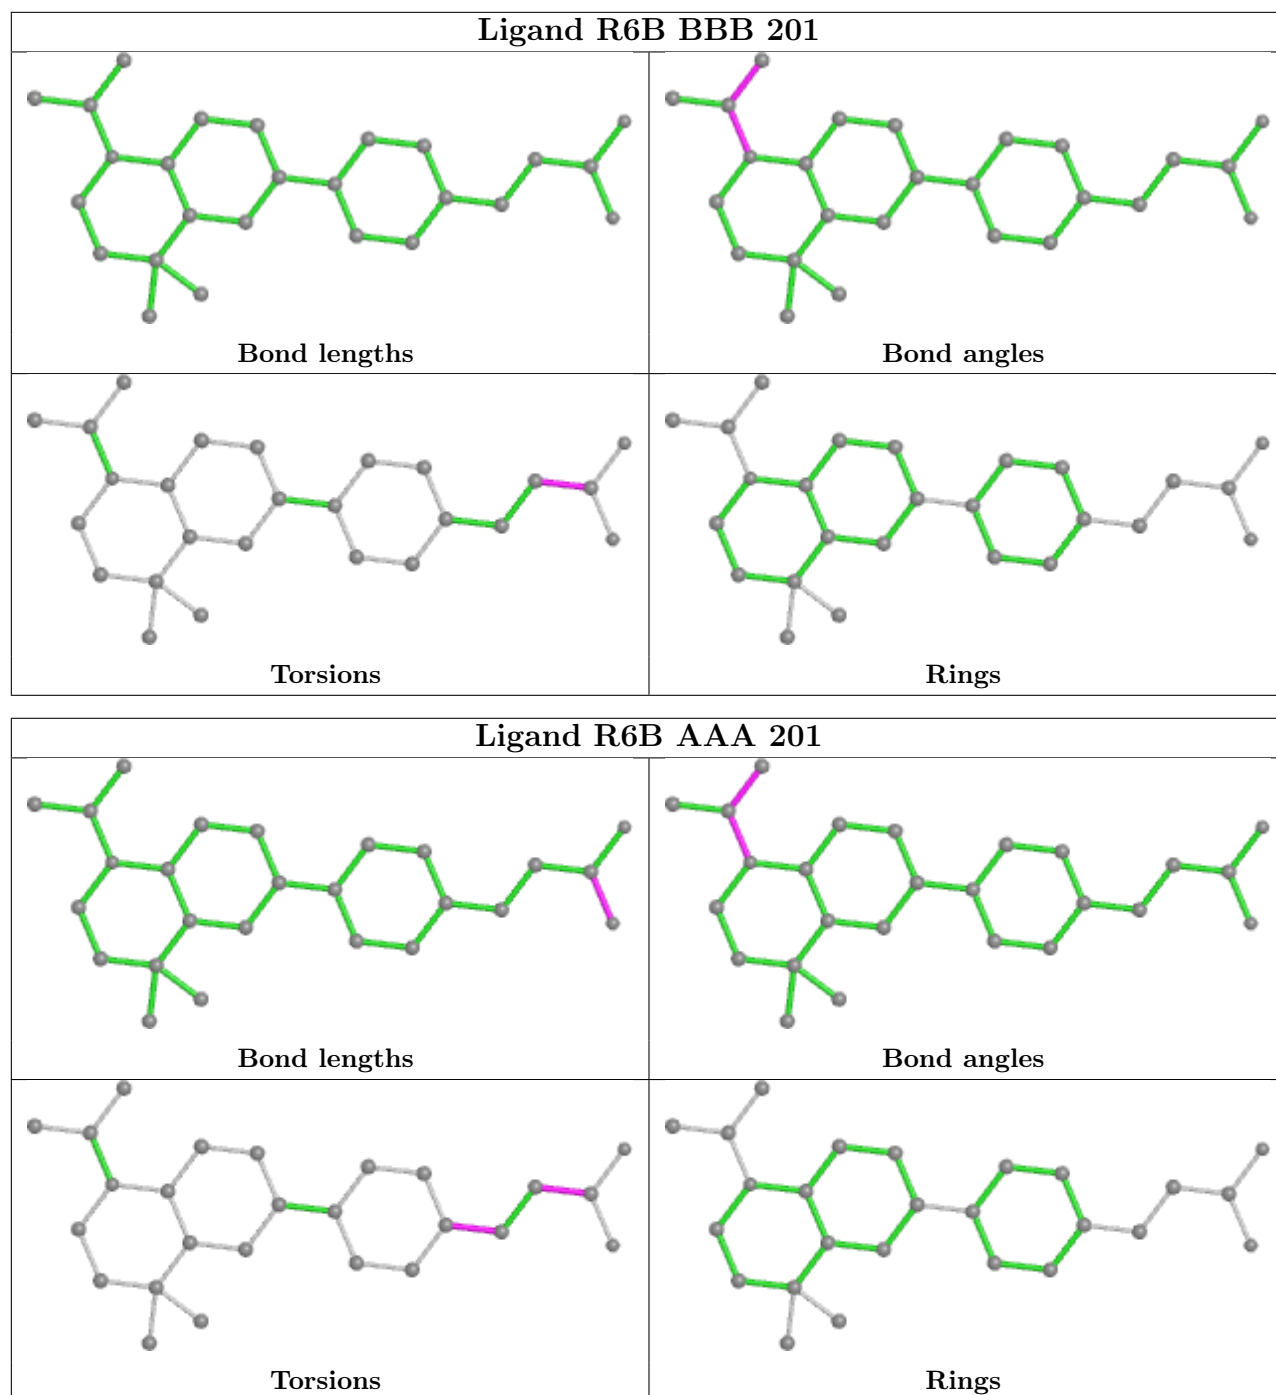 Ligand R6B BBB 201
Bond lengths
Bond angles
Torsions
Rings
Ligand R6B AAA 201
Bond lengths
Bond angles
Torsions
Rings